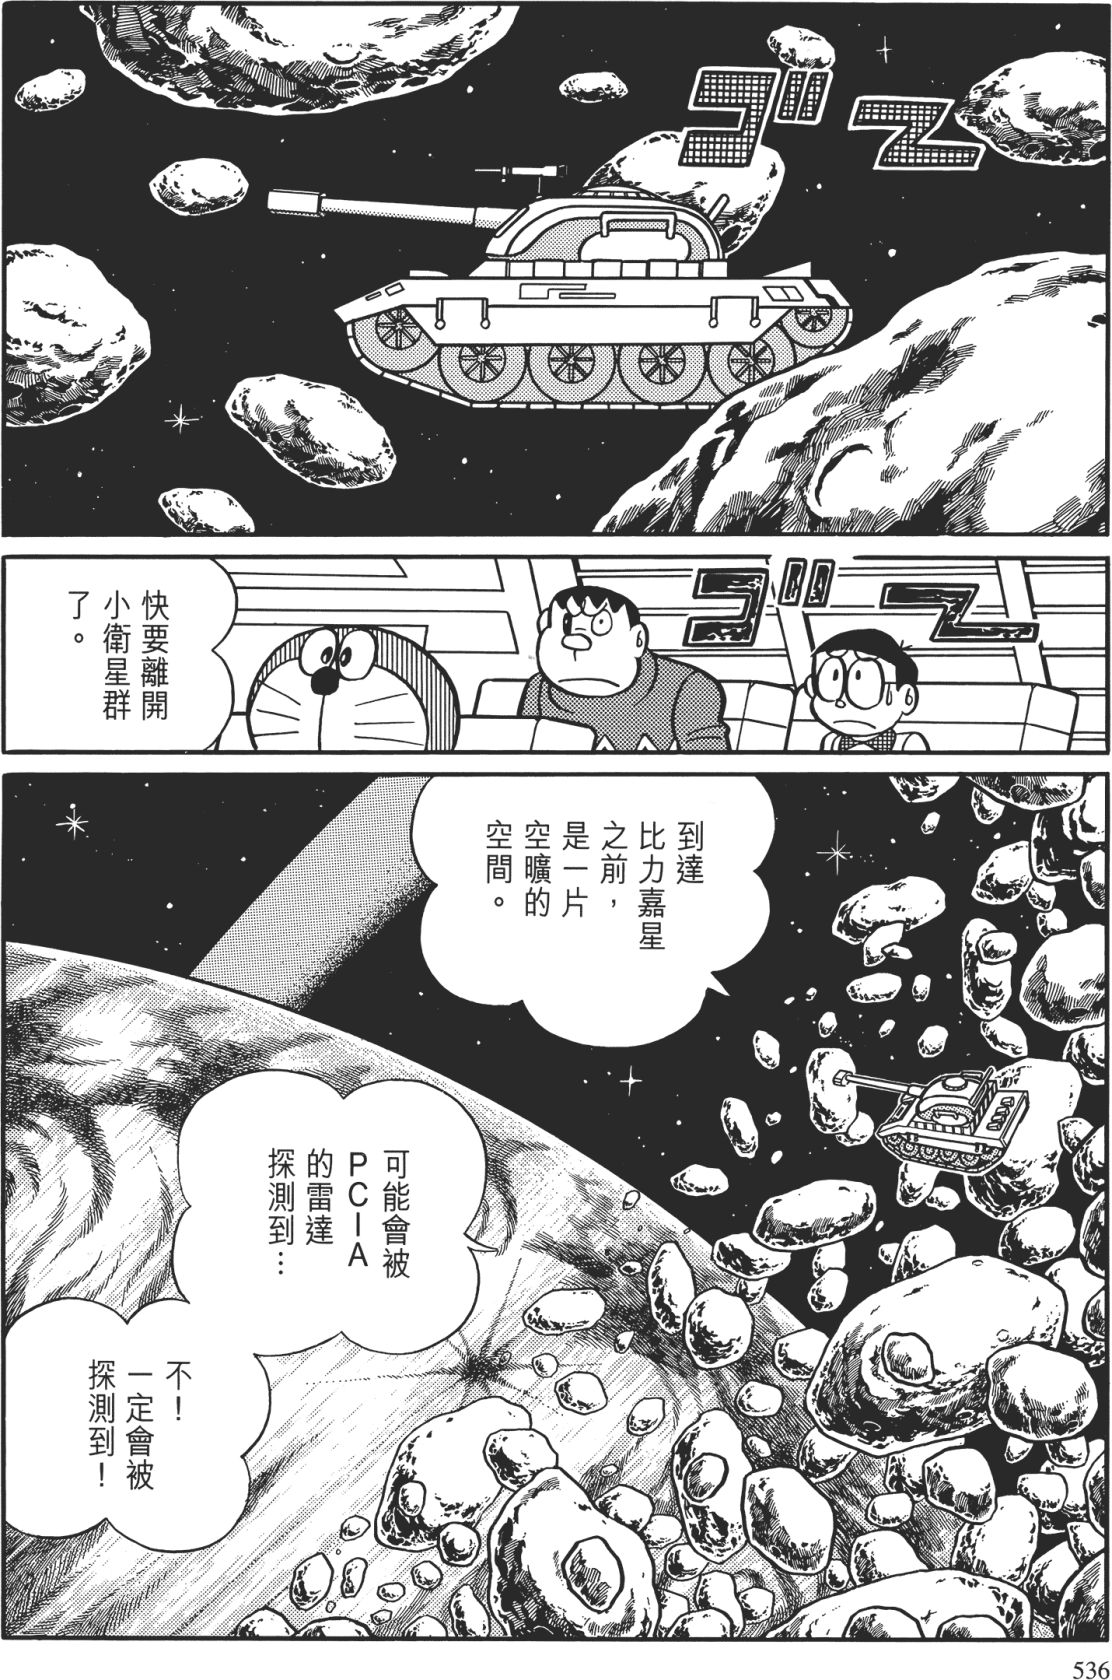 ゴゴ
快要離開
小衛星群
了。
ゴゴ
到達
比力嘉星
之前，
是一片
空曠的
空間。
可能會被
PCIA
的雷達
探測到…
不！
一定會被
探測到！
536